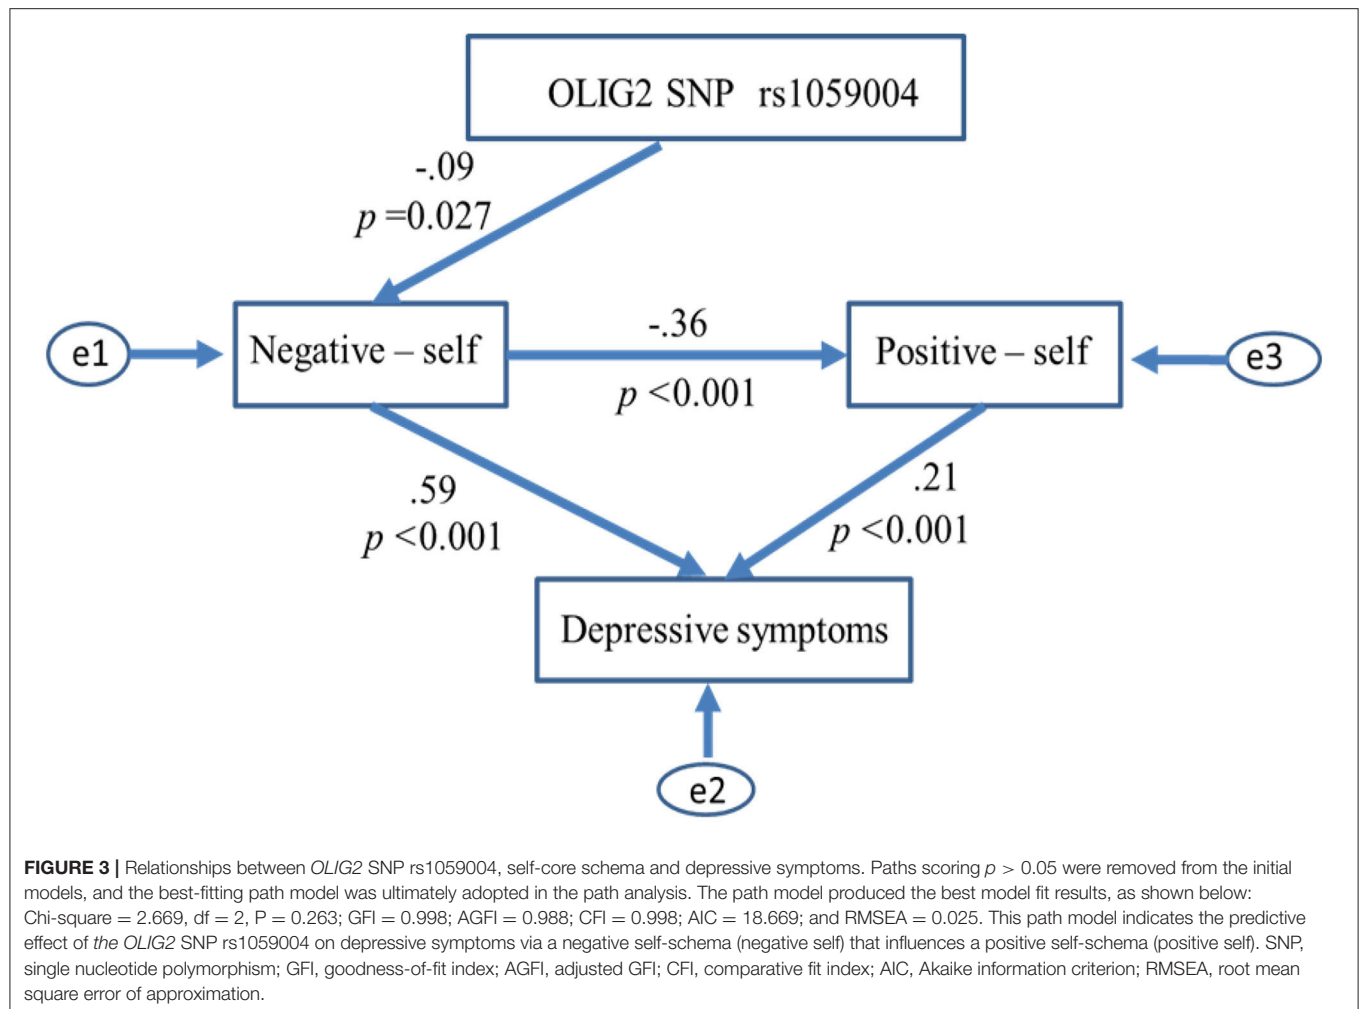 OLIG2 SNP rs1059004
-.09
p =0.027
e1
Negative – self
-.36
p <0.001
Positive – self
e3
.59
p <0.001
.21
p <0.001
Depressive symptoms
e2
FIGURE 3 | Relationships between OLIG2 SNP rs1059004, self-core schema and depressive symptoms. Paths scoring p > 0.05 were removed from the initial
models, and the best-fitting path model was ultimately adopted in the path analysis. The path model produced the best model fit results, as shown below:
Chi-square = 2.669, df = 2, P = 0.263; GFI = 0.998; AGFI = 0.988; CFI = 0.998; AIC = 18.669; and RMSEA = 0.025. This path model indicates the predictive
effect of the OLIG2 SNP rs1059004 on depressive symptoms via a negative self-schema (negative self) that influences a positive self-schema (positive self). SNP,
single nucleotide polymorphism; GFI, goodness-of-fit index; AGFI, adjusted GFI; CFI, comparative fit index; AIC, Akaike information criterion; RMSEA, root mean
square error of approximation.